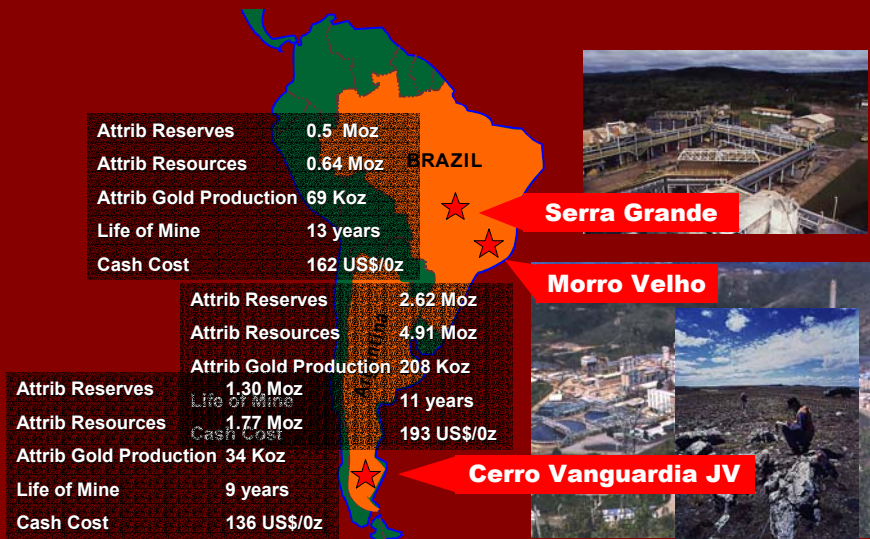 Attrib Reserves 0.5 Moz
Attrib Resources 0.64 Moz
BRAZIL
Attrib Gold Production 69 Koz
Life of Mine 13 years
Cash Cost 162 US$/0z
Serra Grande
Morro Velho
Attrib Reserves 2.62 Moz
Attrib Resources 4.91 Moz
Attrib Gold Production 208 Koz
Life of Mine 11 years
Cash Cost 193 US$/0z
Argentina
Attrib Reserves 1.30 Moz
Attrib Resources 1.77 Moz
Attrib Gold Production 34 Koz
Life of Mine 9 years
Cash Cost 136 US$/0z
Cerro Vanguardia JV